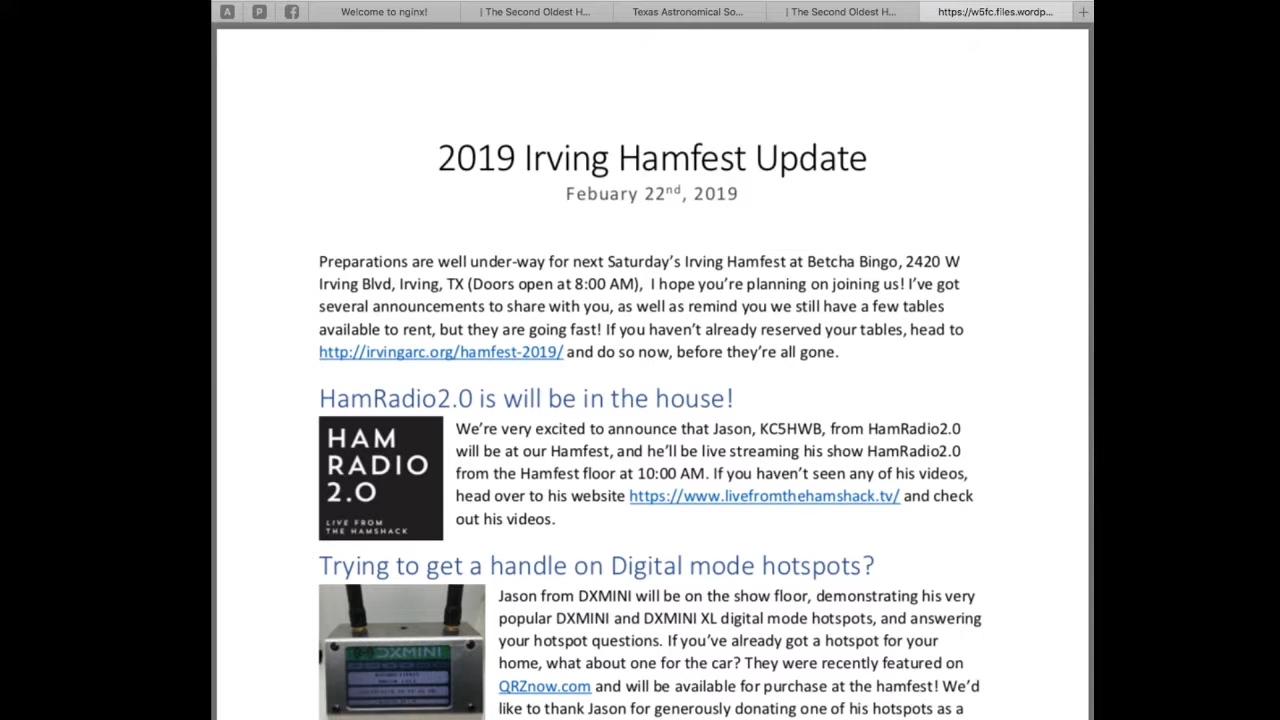 A
P
Welcome to nginx!
| The Second Oldest H...
Texas Astronomical So...
| The Second Oldest H...
https://w5fc.files.wordp...
+
2019 Irving Hamfest Update
Febuary 22nd, 2019
Preparations are well under-way for next Saturday’s Irving Hamfest at Betcha Bingo, 2420 W
Irving Blvd, Irving, TX (Doors open at 8:00 AM), I hope you’re planning on joining us! I’ve got
several announcements to share with you, as well as remind you we still have a few tables
available to rent, but they are going fast! If you haven’t already reserved your tables, head to
http://irvingarc.org/hamfest-2019/ and do so now, before they’re all gone.
HamRadio2.0 is will be in the house!
HAM
RADIO
2.0
LIVE FROM
THE HAMSHACK
We’re very excited to announce that Jason, KC5HWB, from HamRadio2.0
will be at our Hamfest, and he’ll be live streaming his show HamRadio2.0
from the Hamfest floor at 10:00 AM. If you haven’t seen any of his videos,
head over to his website https://www.livefromthehamshack.tv/ and check
out his videos.
Trying to get a handle on Digital mode hotspots?
DXMINI
Jason from DXMINI will be on the show floor, demonstrating his very
popular DXMINI and DXMINI XL digital mode hotspots, and answering
your hotspot questions. If you’ve already got a hotspot for your
home, what about one for the car? They were recently featured on
QRZnow.com and will be available for purchase at the hamfest! We’d
like to thank Jason for generously donating one of his hotspots as a